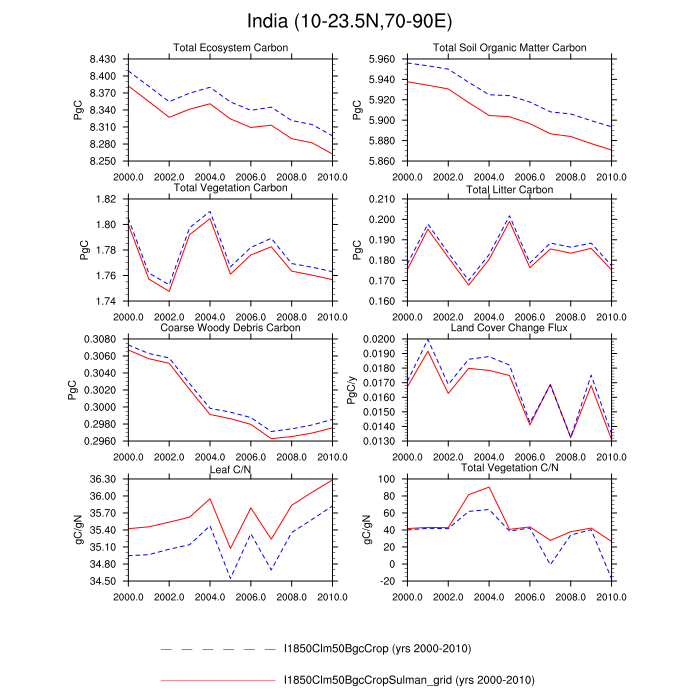 India (10-23.5N,70-90E)
Total Ecosystem Carbon
PgC
8.430
8.400
8.370
8.340
8.310
8.280
8.250
2000.0 2002.0 2004.0 2006.0 2008.0 2010.0
Total Soil Organic Matter Carbon
PgC
5.960
5.940
5.920
5.900
5.880
5.860
2000.0 2002.0 2004.0 2006.0 2008.0 2010.0
Total Vegetation Carbon
PgC
1.82
1.80
1.78
1.76
1.74
2000.0 2002.0 2004.0 2006.0 2008.0 2010.0
Total Litter Carbon
PgC
0.210
0.200
0.190
0.180
0.170
0.160
2000.0 2002.0 2004.0 2006.0 2008.0 2010.0
Coarse Woody Debris Carbon
PgC
0.3080
0.3060
0.3040
0.3020
0.3000
0.2980
0.2960
2000.0 2002.0 2004.0 2006.0 2008.0 2010.0
Land Cover Change Flux
PgC/y
0.0200
0.0190
0.0180
0.0170
0.0160
0.0150
0.0140
0.0130
2000.0 2002.0 2004.0 2006.0 2008.0 2010.0
Leaf C/N
gC/gN
36.30
36.00
35.70
35.40
35.10
34.80
34.50
2000.0 2002.0 2004.0 2006.0 2008.0 2010.0
Total Vegetation C/N
gC/gN
100
80
60
40
20
0
-20
2000.0 2002.0 2004.0 2006.0 2008.0 2010.0
I1850Clm50BgcCrop (yrs 2000-2010)
I1850Clm50BgcCropSulman_grid (yrs 2000-2010)